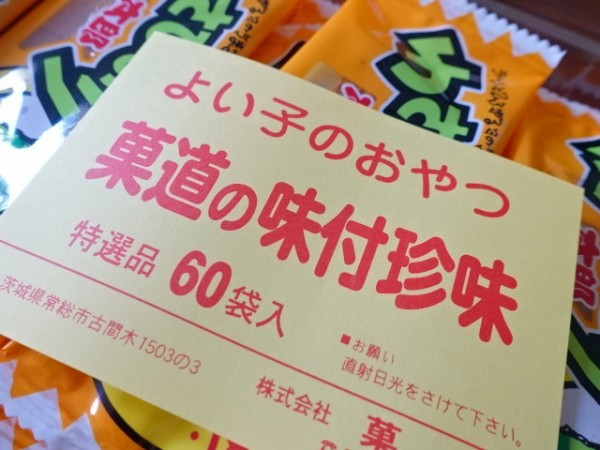 よい子のおやつ
菓道の味付珍味
特選品 60袋入
■お願い
直射日光をさけて下さい。
茨城県常総市古間木1503の3
株式会社 菓
太郎